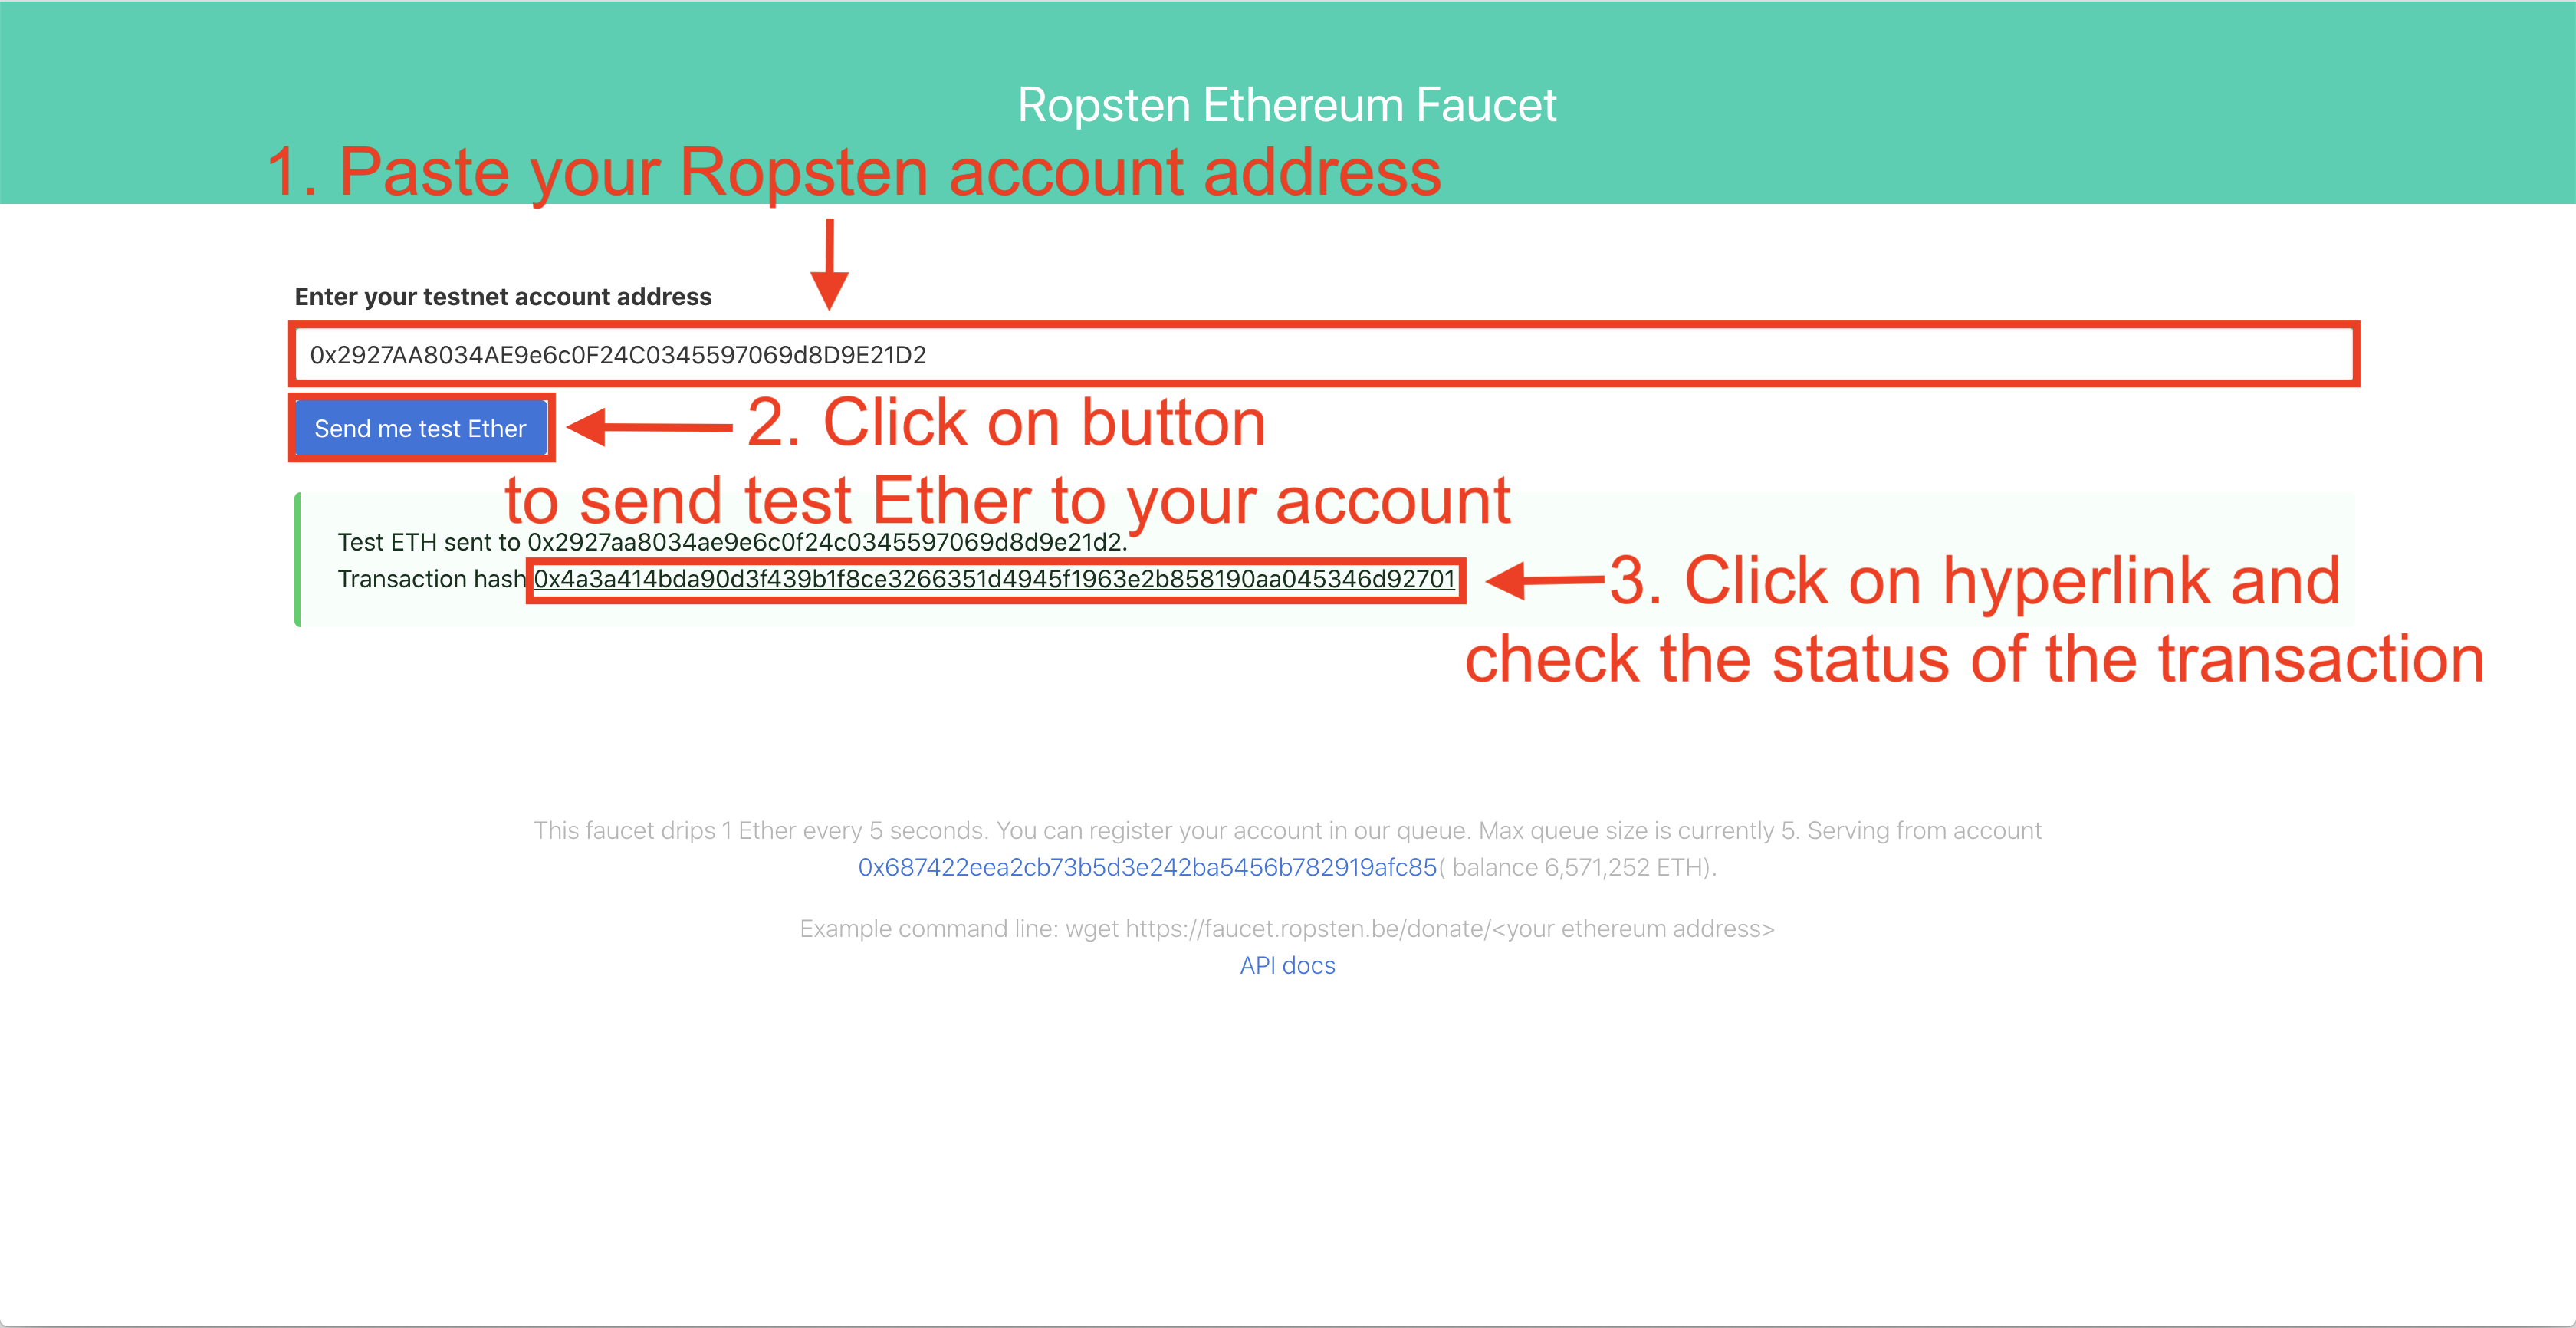 Ropsten Ethereum Faucet
1. Paste your Ropsten account address
Enter your testnet account address
0x2927AA8034AE9e6c0F24C0345597069d8D9E21D2
Send me test Ether
2. Click on button
to send test Ether to your account
Test ETH sent to 0x2927aa8034ae9e6c0f24c0345597069d8d9e21d2.
Transaction hash 0x4a3a414bda90d3f439b1f8ce3266351d4945f1963e2b858190aa045346d92701
3. Click on hyperlink and
check the status of the transaction
This faucet drips 1 Ether every 5 seconds. You can register your account in our queue. Max queue size is currently 5. Serving from account
0x687422eea2cb73b5d3e242ba5456b782919afc85( balance 6,571,252 ETH).
Example command line: wget https://faucet.ropsten.be/donate/<your ethereum address>
API docs